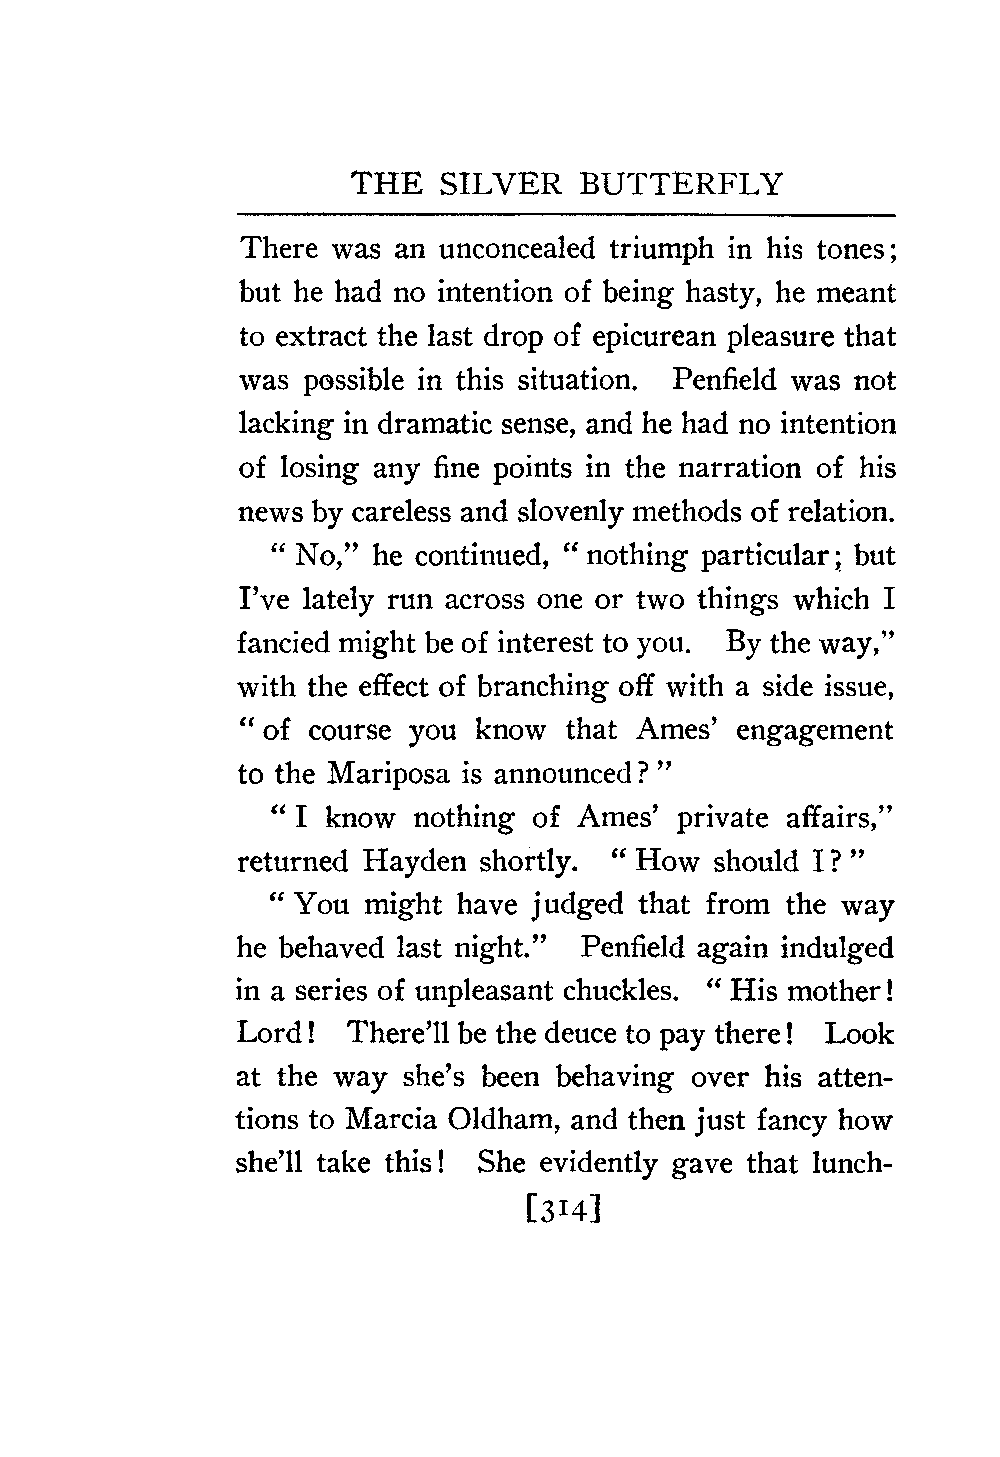 THE SILVER BUTTERFLY
There was an unconcealed triumph in his tones;
but he had no intention of being hasty, he meant
to extract the last drop of epicurean pleasure that
was possible in this situation. Penfield was not
lacking in dramatic sense, and he had no intention
of losing any fine points in the narration of his
news by careless and slovenly methods of relation.
“ No,” he continued, “ nothing particular; but
I’ve lately run across one or two things which I
fancied might be of interest to you. By the way,”
with the effect of branching off with a side issue,
“ of course you know that Ames’ engagement
to the Mariposa is announced? ”
“ I know nothing of Ames’ private affairs,”
returned Hayden shortly. “ How should I? ”
“ You might have judged that from the way
he behaved last night.” Penfield again indulged
in a series of unpleasant chuckles. “ His mother!
Lord! There’ll be the deuce to pay there! Look
at the way she’s been behaving over his atten-
tions to Marcia Oldham, and then just fancy how
she’ll take this! She evidently gave that lunch-
[314]